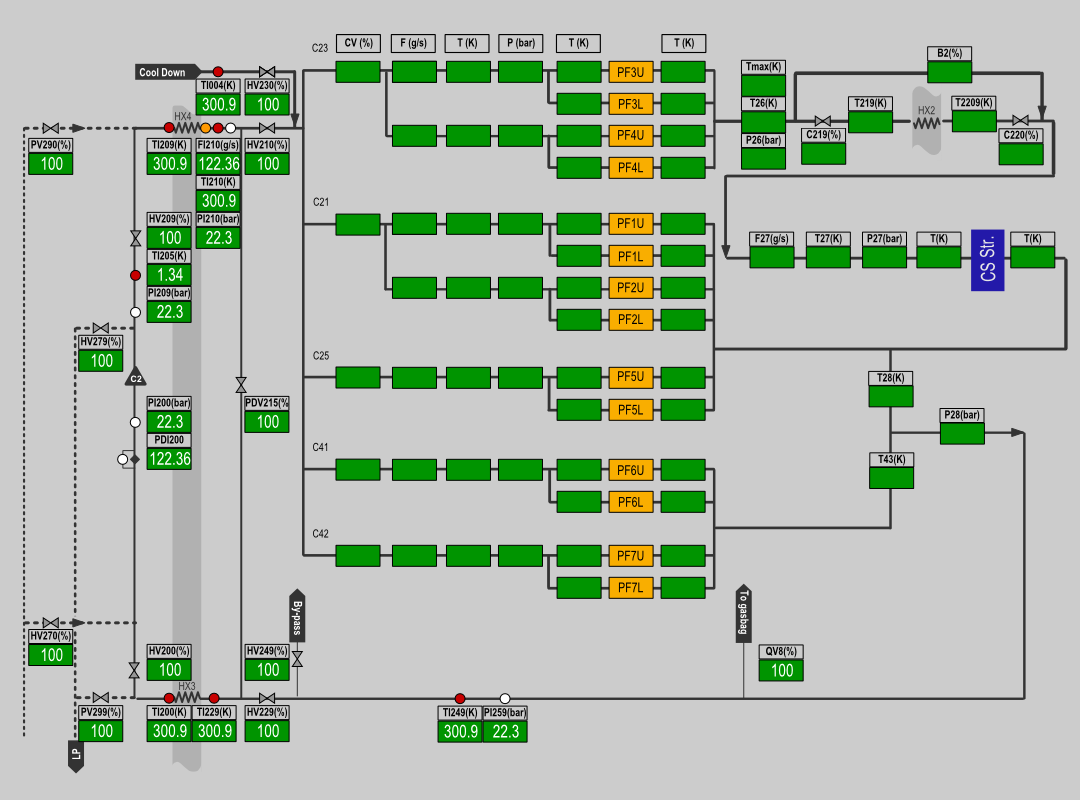 C23
CV (%)
F (g/s)
T (K)
P (bar)
T (K)
T (K)
Cool Down
TI004(K)
300.9
HV230(%)
100
PF3U
PF3L
PF4U
PF4L
Tmax(K)
T26(K)
P26(bar)
B2(%)
C219(%)
T219(K)
HX2
T2209(K)
C220(%)
PV290(%)
100
HX4
TI209(K)
300.9
FI210(g/s)
122.36
HV210(%)
100
TI210(K)
300.9
PI210(bar)
22.3
HV209(%)
100
TI205(K)
1.34
PI209(bar)
22.3
C21
PF1U
PF1L
PF2U
PF2L
F27(g/s)
T27(K)
P27(bar)
T(K)
CS Str.
T(K)
HV279(%)
100
C2
C25
PF5U
PF5L
T28(K)
P28(bar)
T43(K)
PI200(bar)
22.3
PDI200
122.36
PDV215(%)
100
C41
PF6U
PF6L
C42
PF7U
PF7L
By-pass
To gasbag
HV270(%)
100
HV200(%)
100
HV249(%)
100
QV8(%)
100
HX3
PV299(%)
100
TI200(K)
300.9
TI229(K)
300.9
HV229(%)
100
TI249(K)
300.9
PI259(bar)
22.3
LP